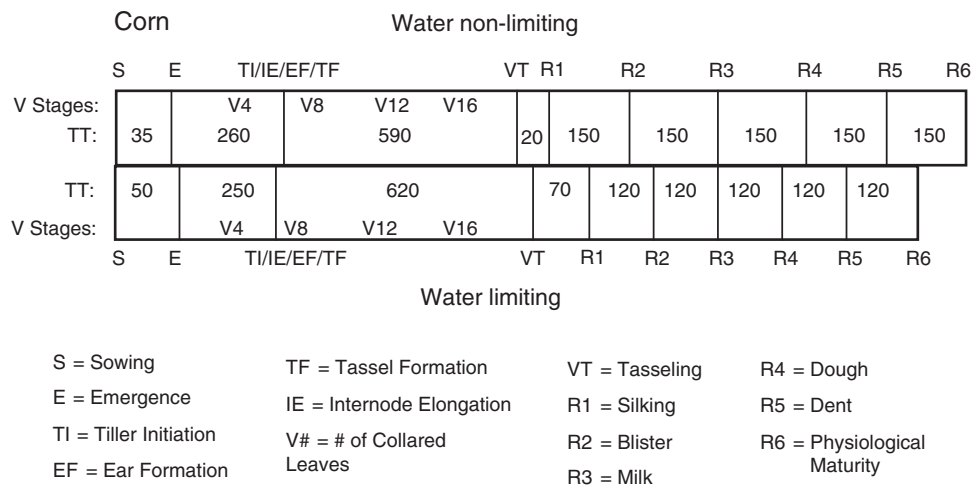 Corn Water non-limiting
S E TI/IE/EF/TF VT R1 R2 R3 R4 R5 R6
V Stages: V4 V8 V12 V16
TT: 35 260 590 20 150 150 150 150 150
TT: 50 250 620 70 120 120 120 120 120
V Stages: V4 V8 V12 V16
S E TI/IE/EF/TF VT R1 R2 R3 R4 R5 R6
Water limiting
S = Sowing
E = Emergence
TI = Tiller Initiation
EF = Ear Formation
TF = Tassel Formation
IE = Internode Elongation
V# = # of Collared
Leaves
VT = Tasseling
R1 = Silking
R2 = Blister
R3 = Milk
R4 = Dough
R5 = Dent
R6 = Physiological
Maturity